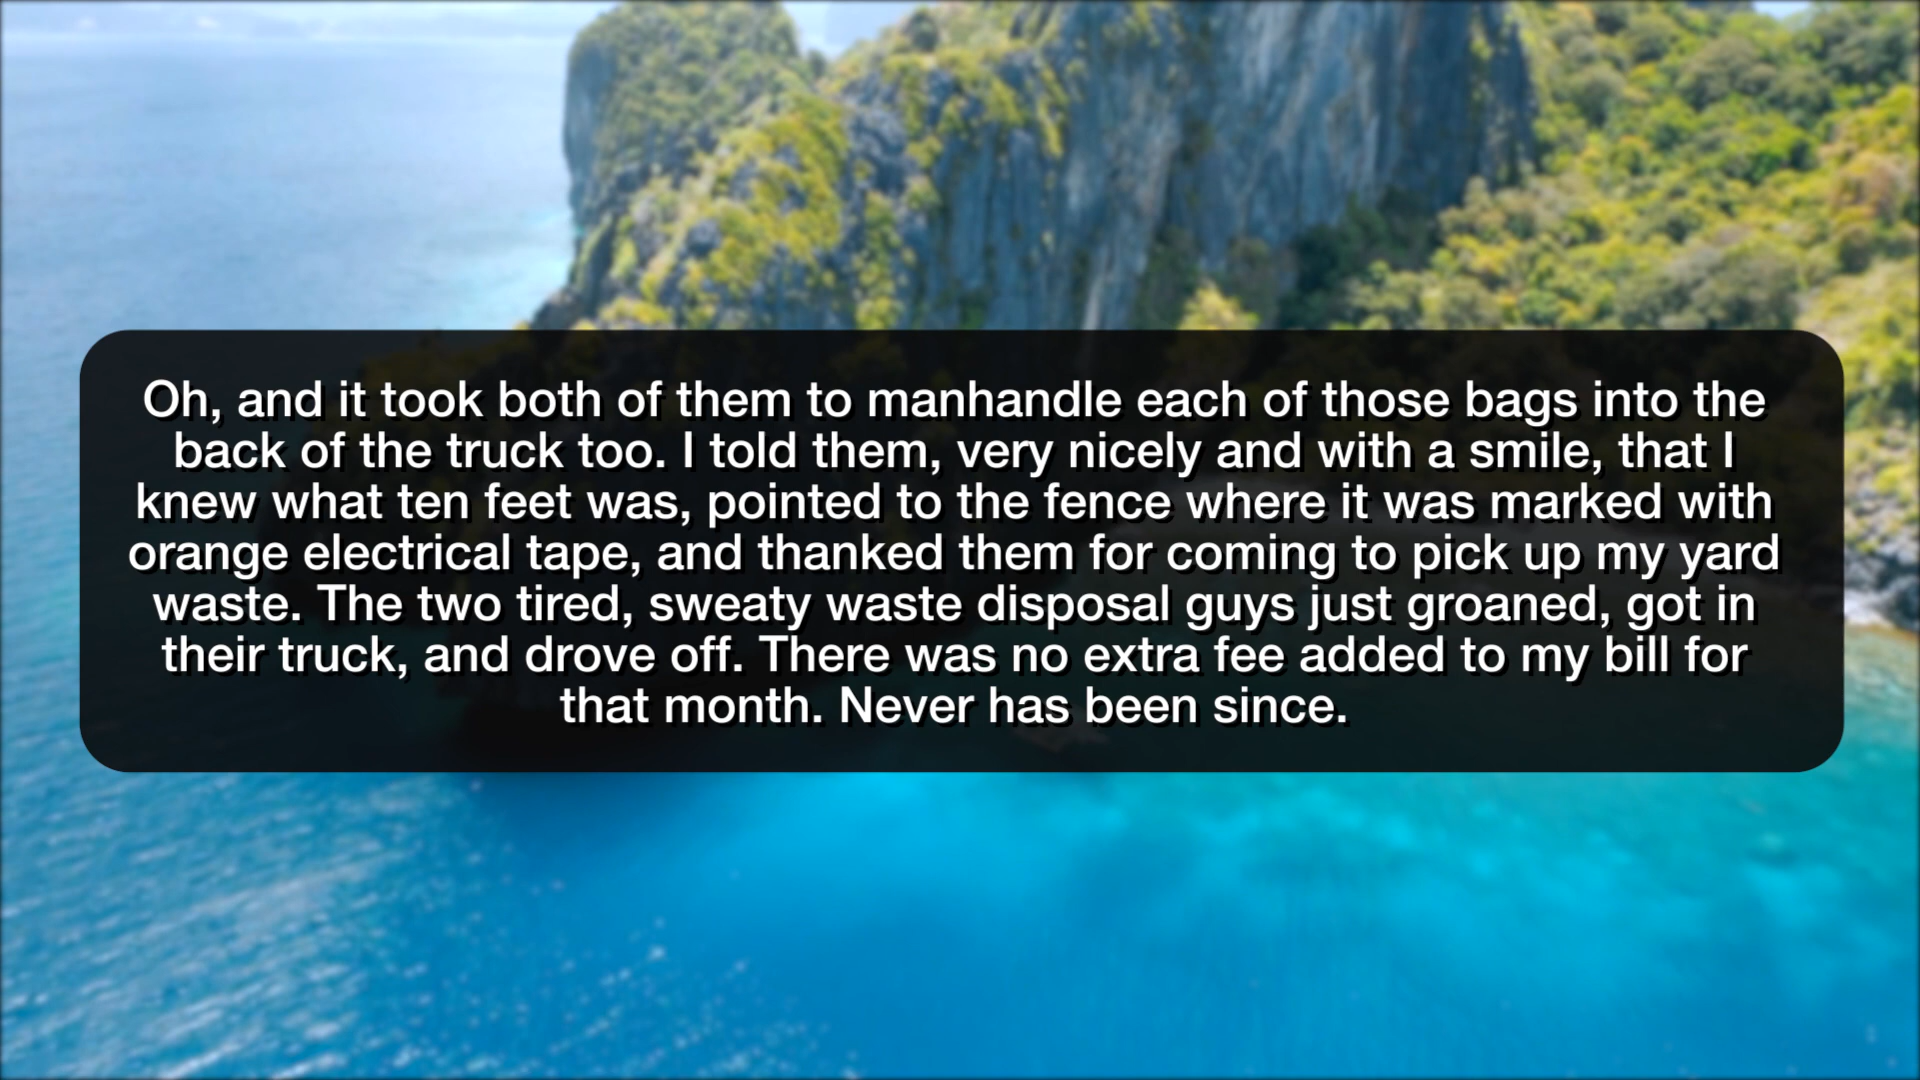 Oh, and it took both of them to manhandle each of those bags into the
back of the truck too. I told them, very nicely and with a smile, that I
knew what ten feet was, pointed to the fence where it was marked with
orange electrical tape, and thanked them for coming to pick up my yard
waste. The two tired, sweaty waste disposal guys just groaned, got in
their truck, and drove off. There was no extra fee added to my bill for
that month. Never has been since.